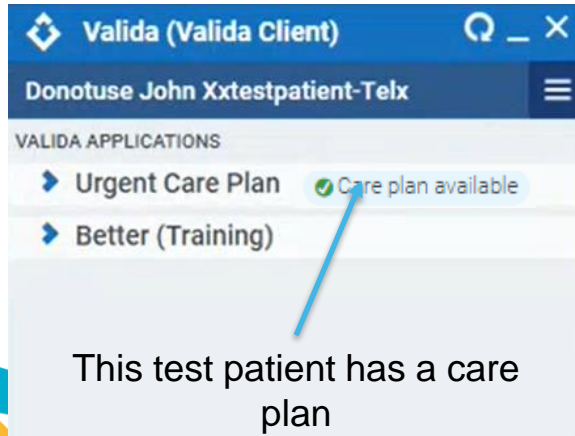 Valida (Valida Client)
Donotuse John Xxtestpatient-Telx
VALIDA APPLICATIONS
Urgent Care Plan Care plan available
Better (Training)
This test patient has a care
plan